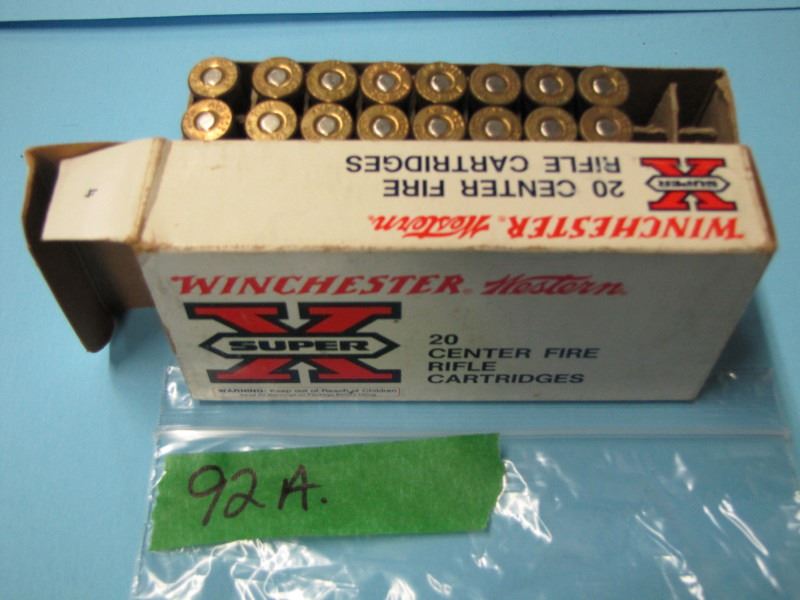 20 CENTER FIRE
RIFLE CARTRIDGES
X
SUPER
WINCHESTER® Western®
WINCHESTER® Western®
X
SUPER
20
CENTER FIRE
RIFLE
CARTRIDGES
WARNING: Keep out of Reach of Children
92A.